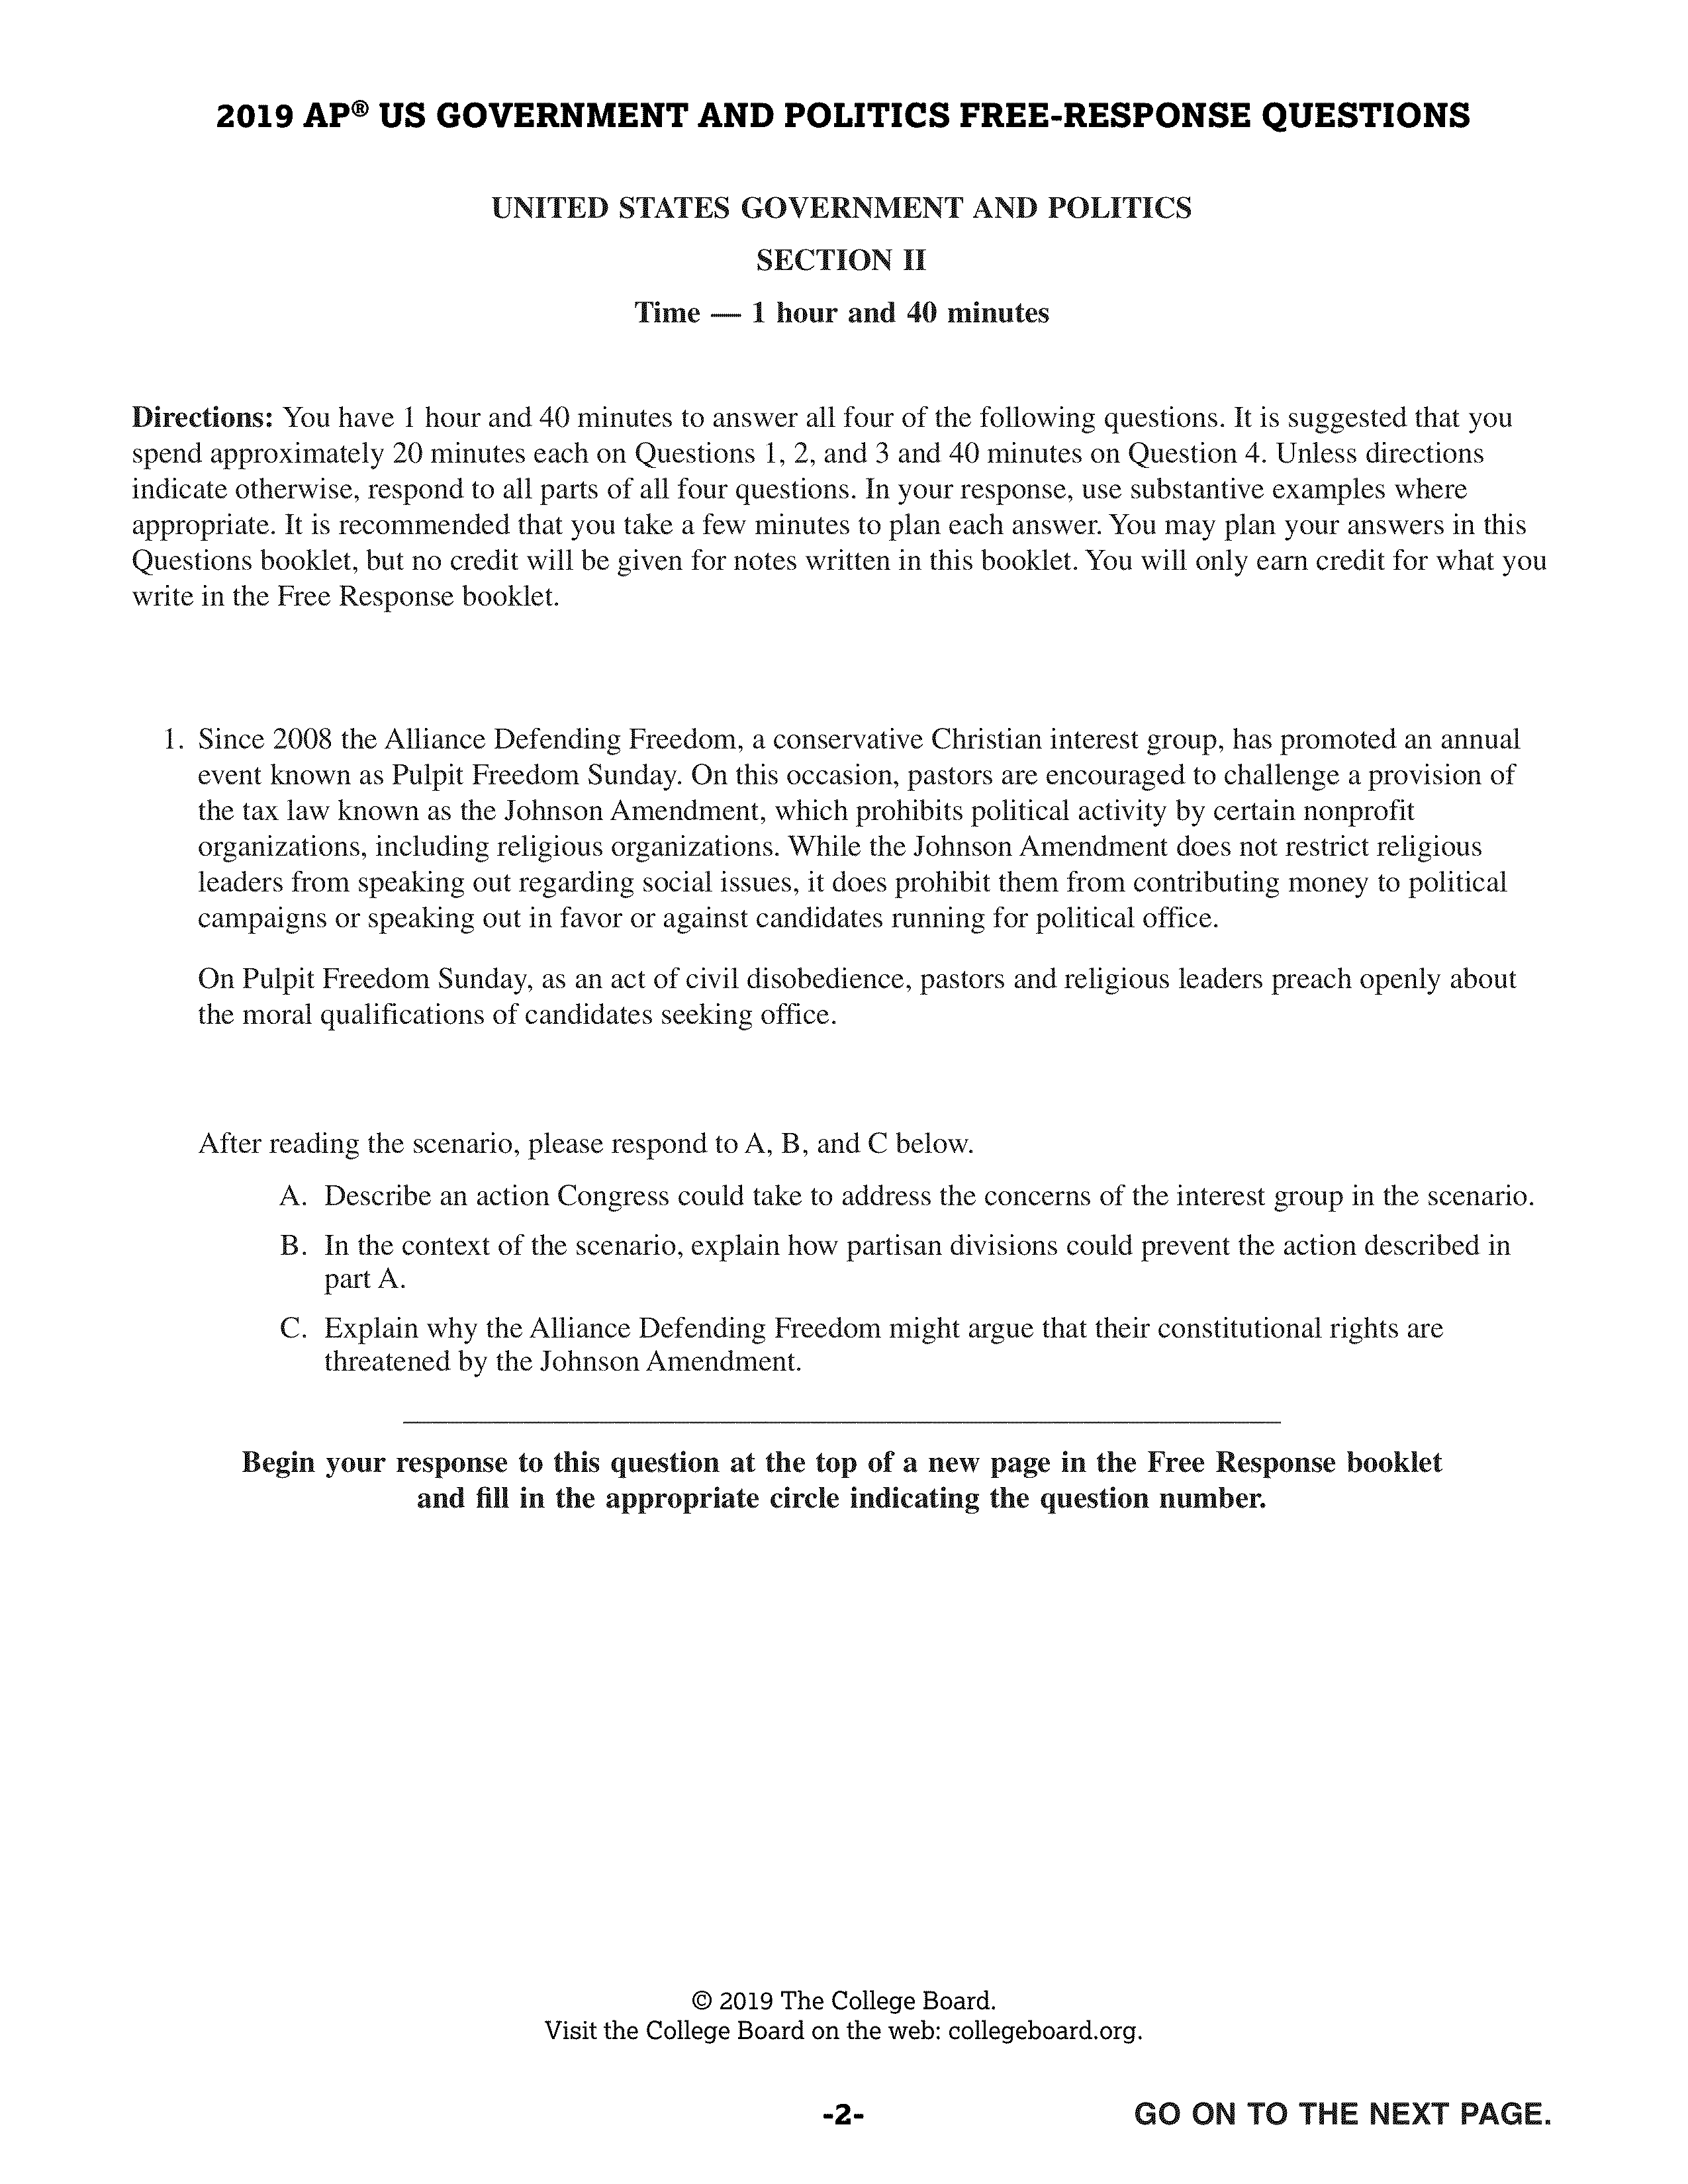 2019 AP® US GOVERNMENT AND POLITICS FREE-RESPONSE QUESTIONS
UNITED STATES GOVERNMENT AND POLITICS
SECTION II
Time — 1 hour and 40 minutes
Directions: You have 1 hour and 40 minutes to answer all four of the following questions. It is suggested that you
spend approximately 20 minutes each on Questions 1, 2, and 3 and 40 minutes on Question 4. Unless directions
indicate otherwise, respond to all parts of all four questions. In your response, use substantive examples where
appropriate. It is recommended that you take a few minutes to plan each answer. You may plan your answers in this
Questions booklet, but no credit will be given for notes written in this booklet. You will only earn credit for what you
write in the Free Response booklet.
1. Since 2008 the Alliance Defending Freedom, a conservative Christian interest group, has promoted an annual
event known as Pulpit Freedom Sunday. On this occasion, pastors are encouraged to challenge a provision of
the tax law known as the Johnson Amendment, which prohibits political activity by certain nonprofit
organizations, including religious organizations. While the Johnson Amendment does not restrict religious
leaders from speaking out regarding social issues, it does prohibit them from contributing money to political
campaigns or speaking out in favor or against candidates running for political office.
On Pulpit Freedom Sunday, as an act of civil disobedience, pastors and religious leaders preach openly about
the moral qualifications of candidates seeking office.
After reading the scenario, please respond to A, B, and C below.
A. Describe an action Congress could take to address the concerns of the interest group in the scenario.
B. In the context of the scenario, explain how partisan divisions could prevent the action described in
part A.
C. Explain why the Alliance Defending Freedom might argue that their constitutional rights are
threatened by the Johnson Amendment.
Begin your response to this question at the top of a new page in the Free Response booklet
and fill in the appropriate circle indicating the question number.
© 2019 The College Board.
Visit the College Board on the web: collegeboard.org.
-2-
GO ON TO THE NEXT PAGE.